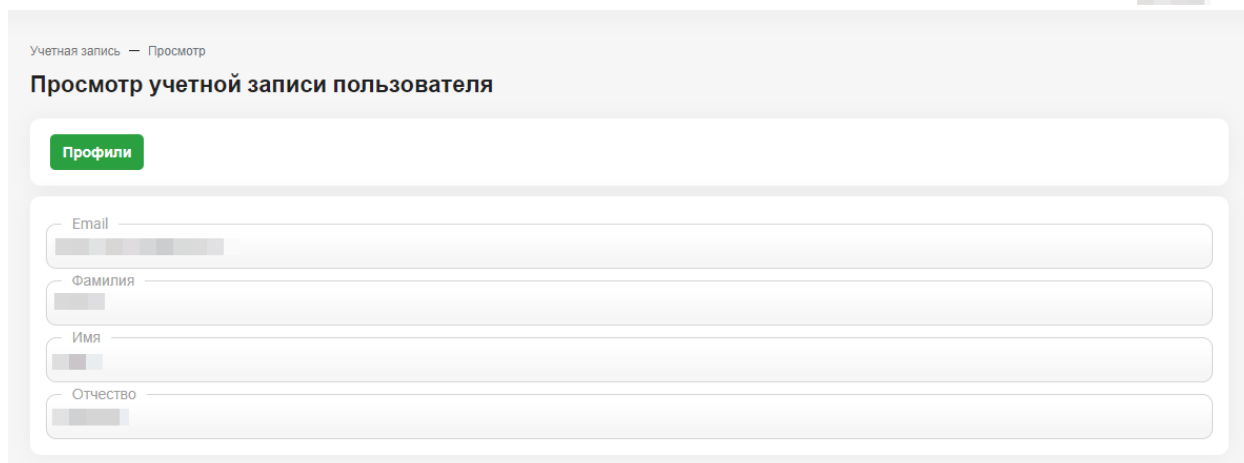 Учетная запись — Просмотр
Просмотр учетной записи пользователя
Профили
Email
Фамилия
Имя
Отчество